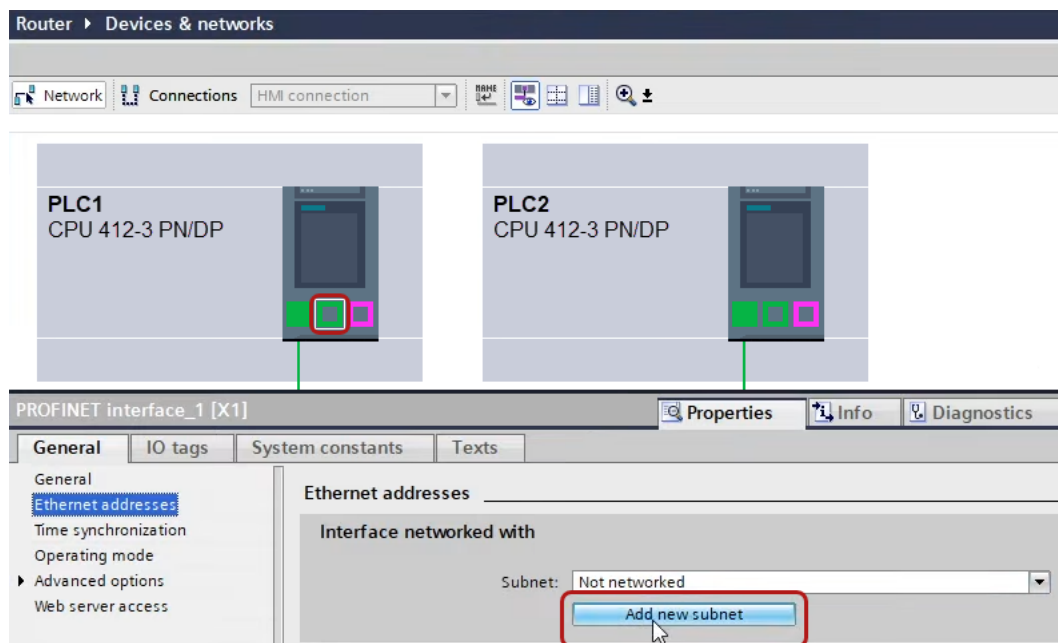 Router ▸ Devices & networks
Network Connections HMI connection
PLC1
CPU 412-3 PN/DP
PLC2
CPU 412-3 PN/DP
PROFINET interface_1 [X1]
Properties Info Diagnostics
General IO tags System constants Texts
General
Ethernet addresses
Time synchronization
Operating mode
Advanced options
Web server access
Ethernet addresses
Interface networked with
Subnet: Not networked
Add new subnet